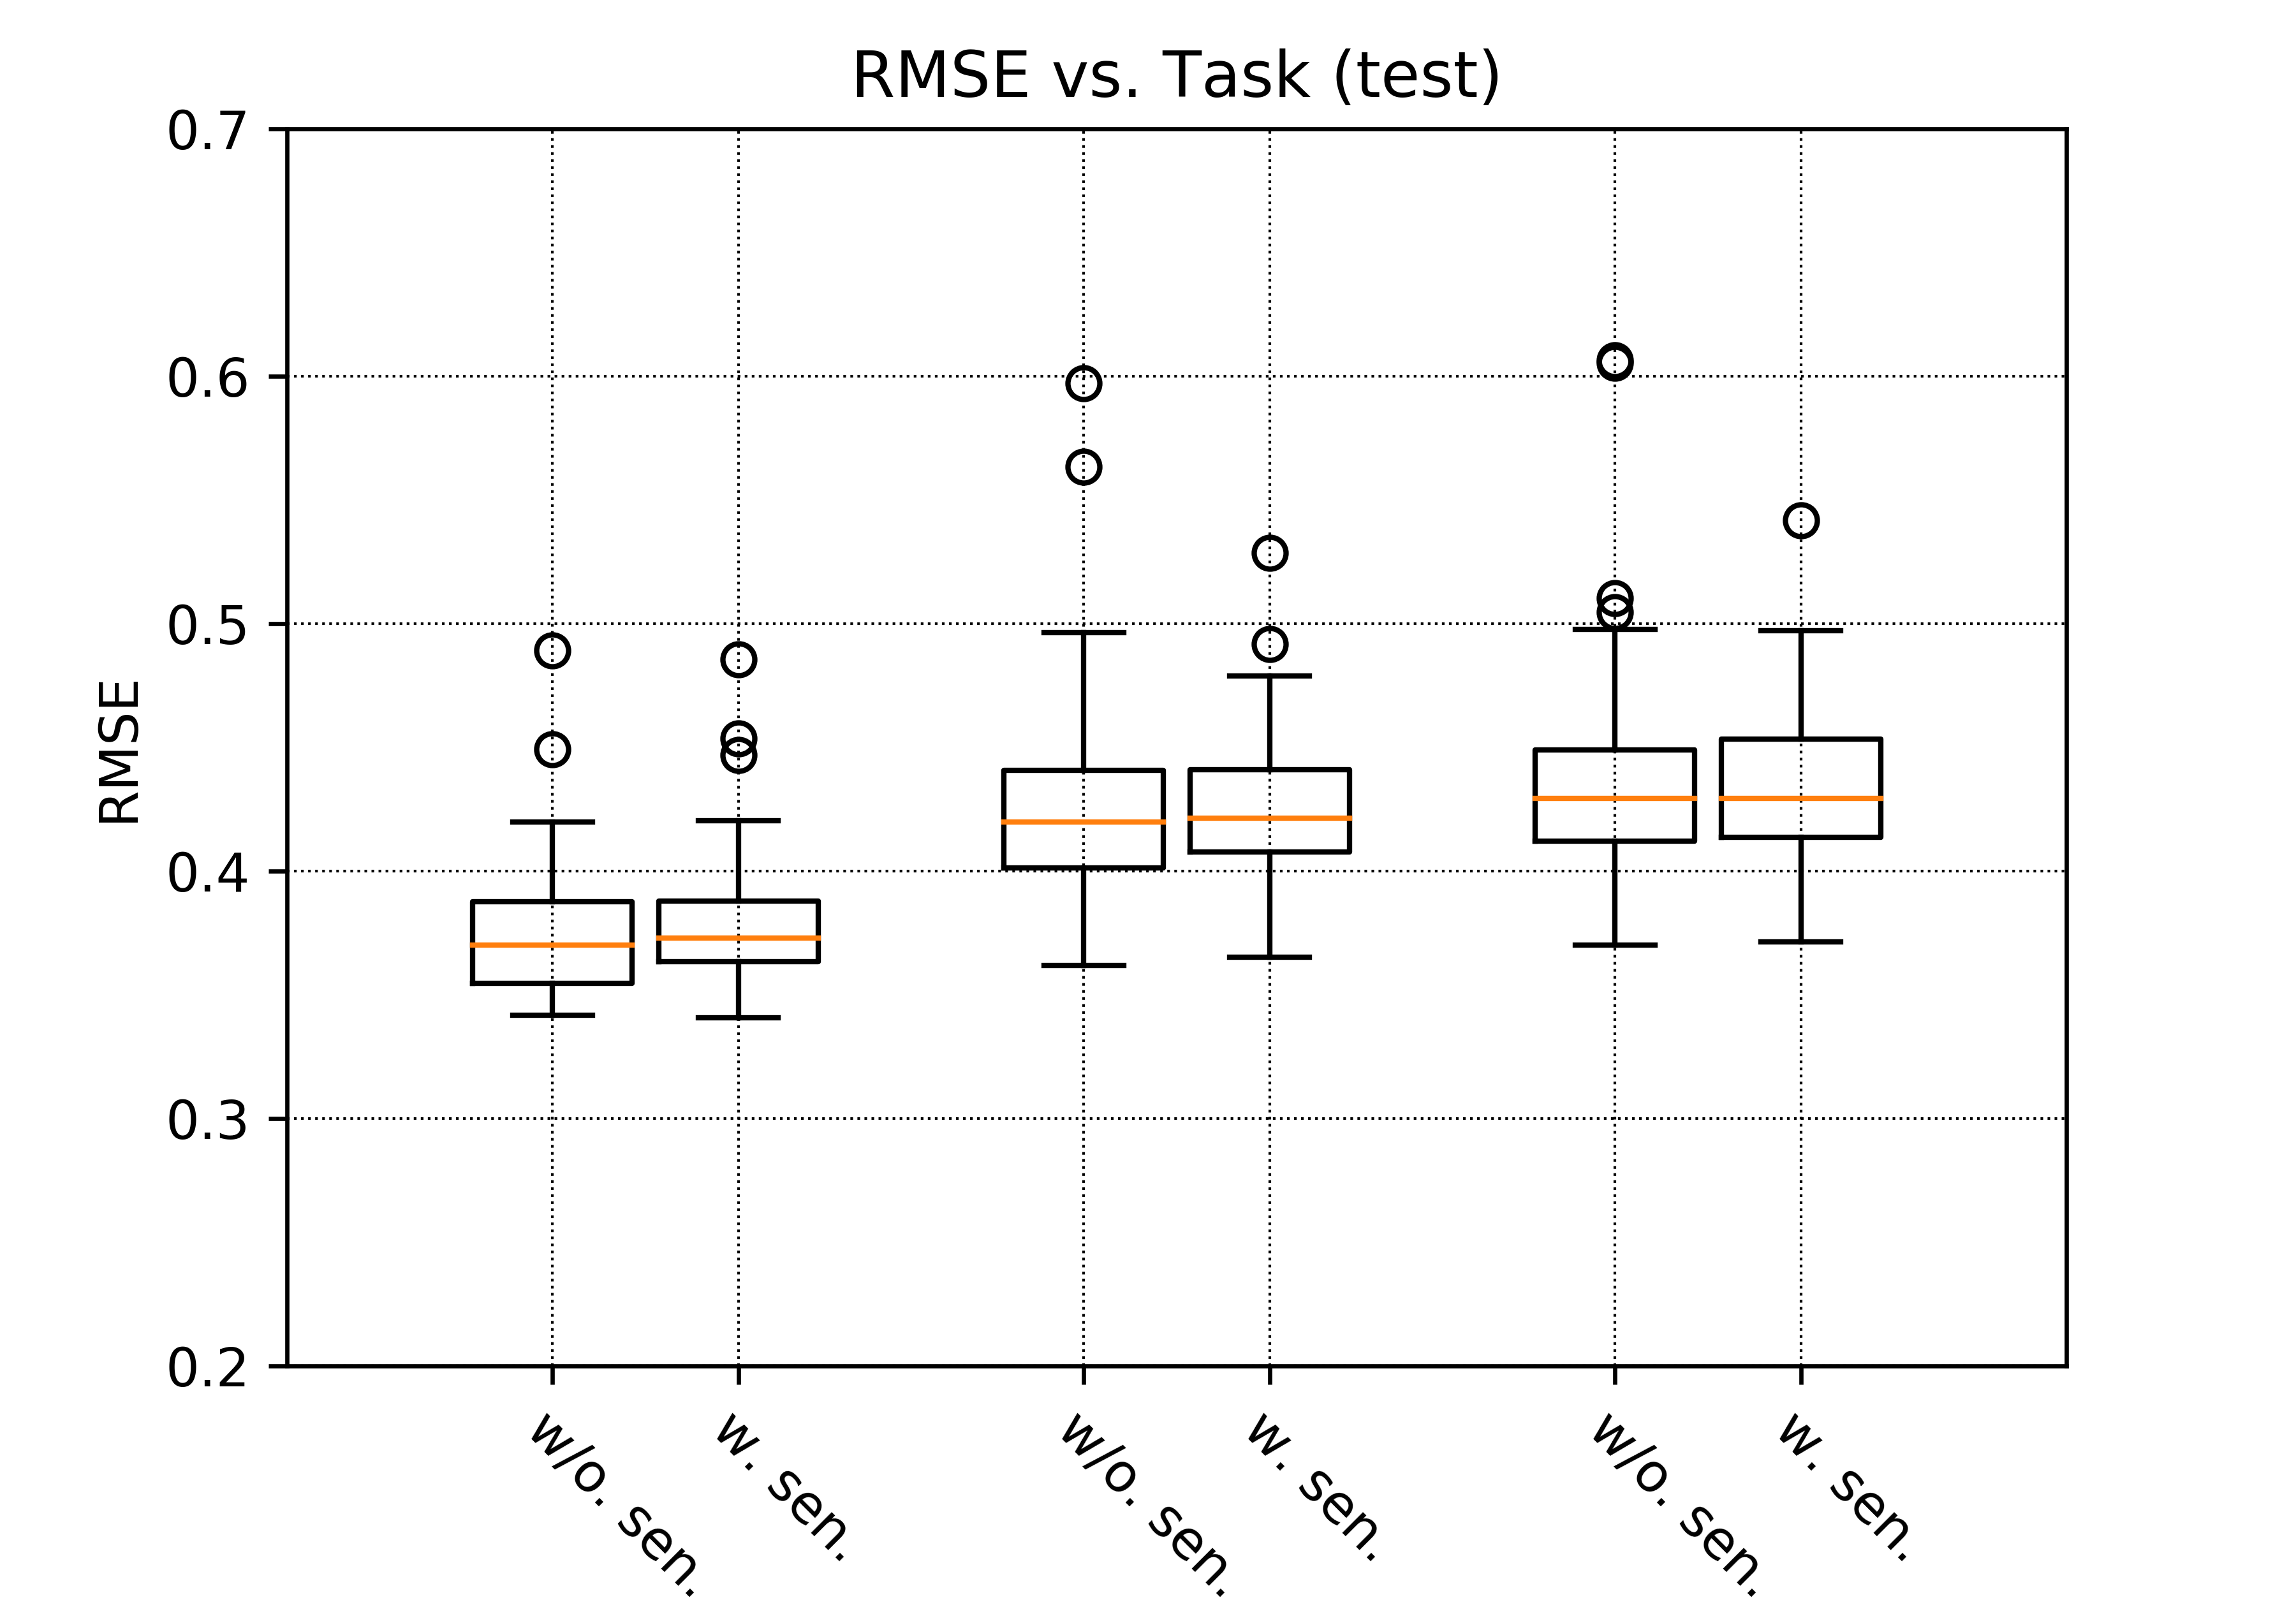 RMSE vs. Task (test)
0.7
0.6
0.5
0.4
0.3
0.2
RMSE
w/o. sen.
w. sen.
w/o. sen.
w. sen.
w/o. sen.
w. sen.